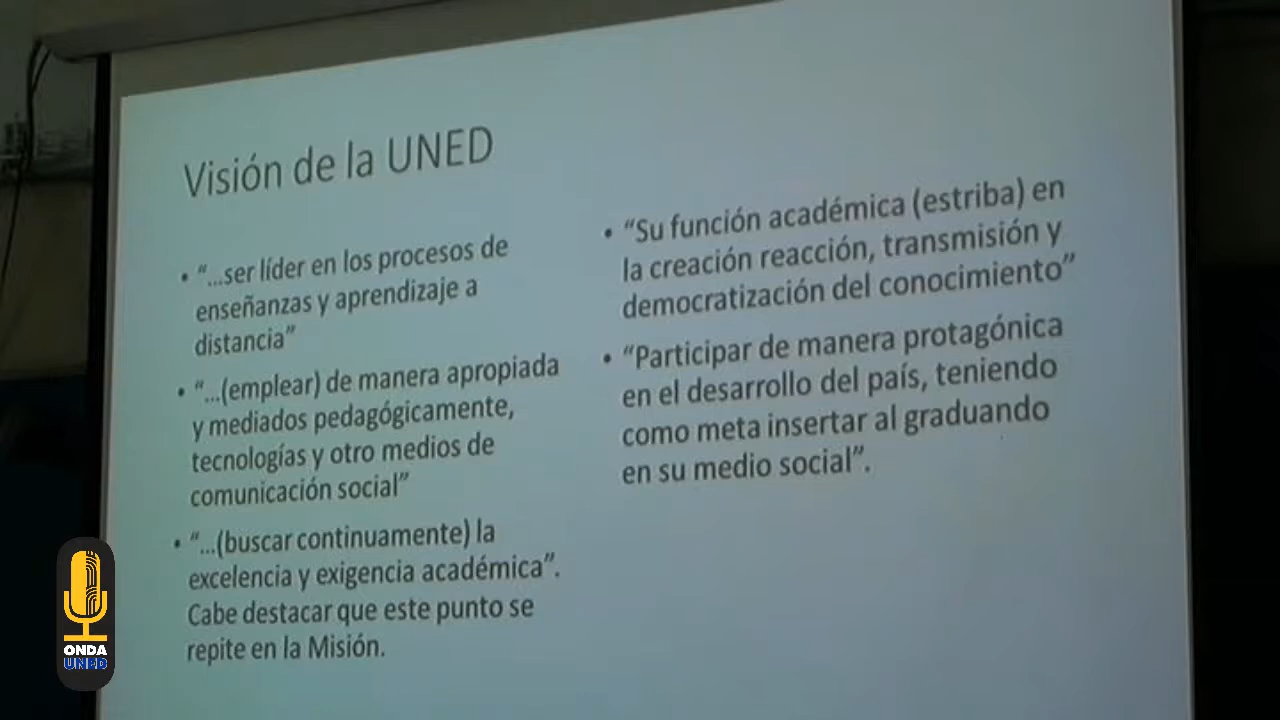 Visión de la UNED
• “...ser líder en los procesos de
enseñanzas y aprendizaje a
distancia”
• “...(emplear) de manera apropiada
y mediados pedagógicamente,
tecnologías y otro medios de
comunicación social”
• “...(buscar continuamente) la
excelencia y exigencia académica”.
Cabe destacar que este punto se
repite en la Misión.
• “Su función académica (estriba) en
la creación reacción, transmisión y
democratización del conocimiento”
• “Participar de manera protagónica
en el desarrollo del país, teniendo
como meta insertar al graduando
en su medio social”.
ONDA
UNED